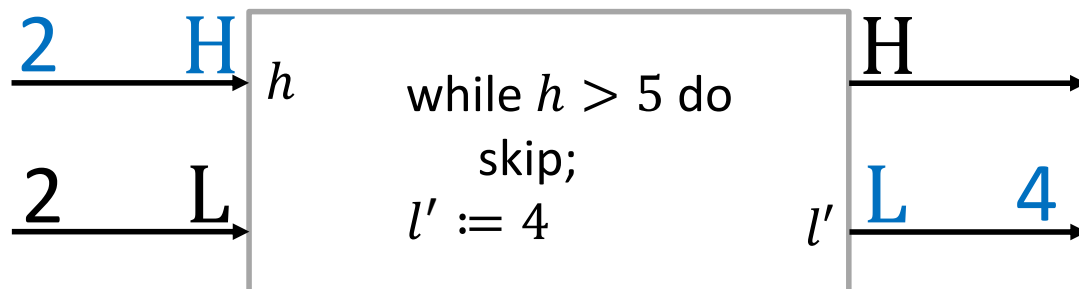 2 H h while h > 5 do H
skip;
2 L l′ := 4 l′ L 4